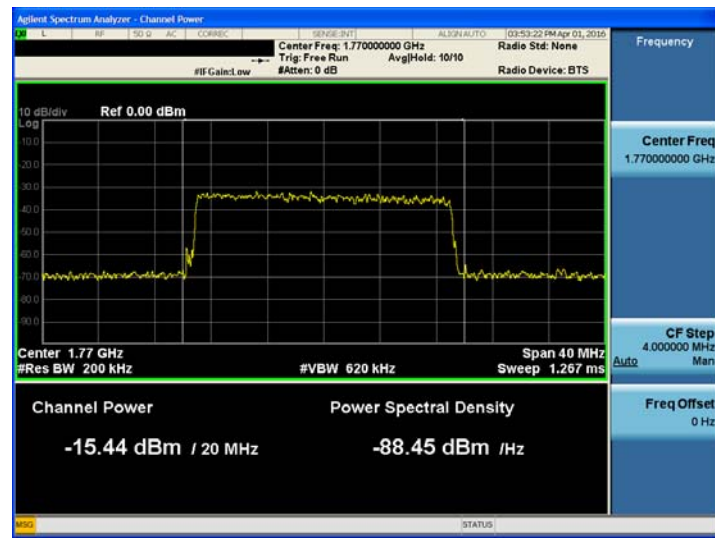 Agilent Spectrum Analyzer - Channel Power
L RF 50 Ω AC CORREC SENSE:INT ALIGN AUTO 03:53:22 PM Apr 01, 2016
Center Freq: 1.770000000 GHz Radio Std: None
Trig: Free Run Avg|Hold: 10/10
#IFGain:Low #Atten: 0 dB Radio Device: BTS
Frequency
10 dB/div Ref 0.00 dBm
Log
-10.0
-20.0
-30.0
-40.0
-50.0
-60.0
-70.0
-80.0
-90.0
Center Freq
1.770000000 GHz
Center 1.77 GHz Span 40 MHz
#Res BW 200 kHz #VBW 620 kHz Sweep 1.267 ms
CF Step
4.000000 MHz
Auto Man
Channel Power Power Spectral Density
-15.44 dBm / 20 MHz -88.45 dBm /Hz
Freq Offset
0 Hz
MSG STATUS